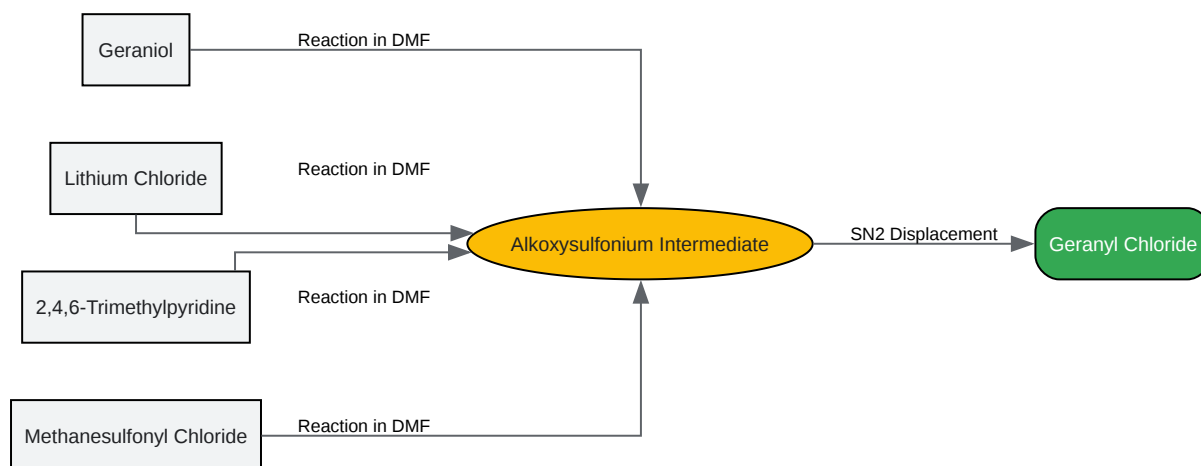 Geraniol
Reaction in DMF
Lithium Chloride
Reaction in DMF
Alkoxysulfonium Intermediate
SN2 Displacement
Geranyl Chloride
2,4,6-Trimethylpyridine
Reaction in DMF
Methanesulfonyl Chloride
Reaction in DMF